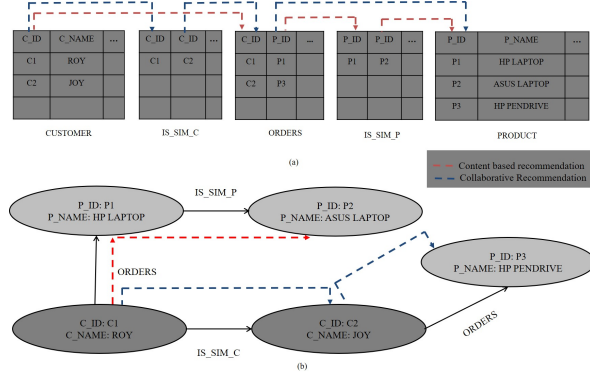 C_ID C_NAME ... C_ID C_ID ... C_ID P_ID ... P_ID P_ID ... P_ID P_NAME ...
C1 ROY C1 C2 C1 P1 P1 P2 P1 HP LAPTOP
C2 JOY C2 P3 P2 ASUS LAPTOP
P3 HP PENDRIVE
CUSTOMER IS_SIM_C ORDERS IS_SIM_P PRODUCT
(a)
Content based recommendation
Collaborative Recommendation
IS_SIM_P
P_ID: P1
P_NAME: HP LAPTOP
P_ID: P2
P_NAME: ASUS LAPTOP
P_ID: P3
P_NAME: HP PENDRIVE
ORDERS
C_ID: C1
C_NAME: ROY
C_ID: C2
C_NAME: JOY
ORDERS
IS_SIM_C
(b)